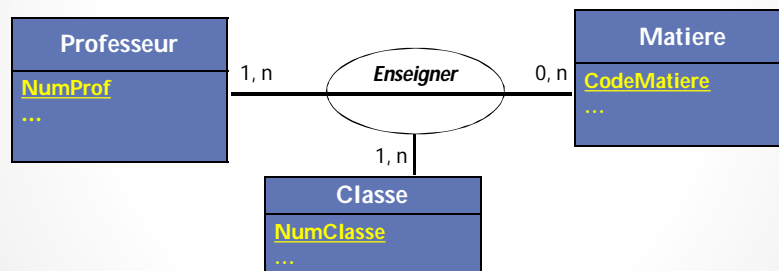 Professeur
NumProf
...
1, n
Enseigner
0, n
Matiere
CodeMatiere
...
1, n
Classe
NumClasse
...